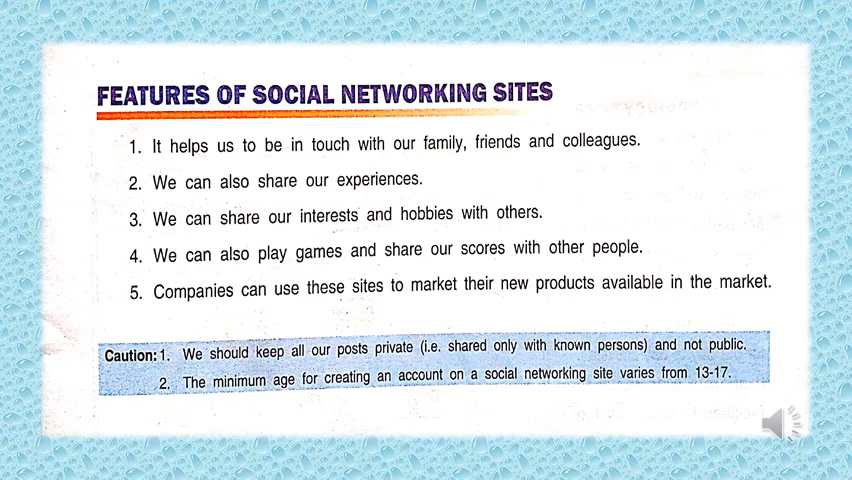 FEATURES OF SOCIAL NETWORKING SITES
1. It helps us to be in touch with our family, friends and colleagues.
2. We can also share our experiences.
3. We can share our interests and hobbies with others.
4. We can also play games and share our scores with other people.
5. Companies can use these sites to market their new products available in the market.
Caution: 1. We should keep all our posts private (i.e. shared only with known persons) and not public.
2. The minimum age for creating an account on a social networking site varies from 13-17.